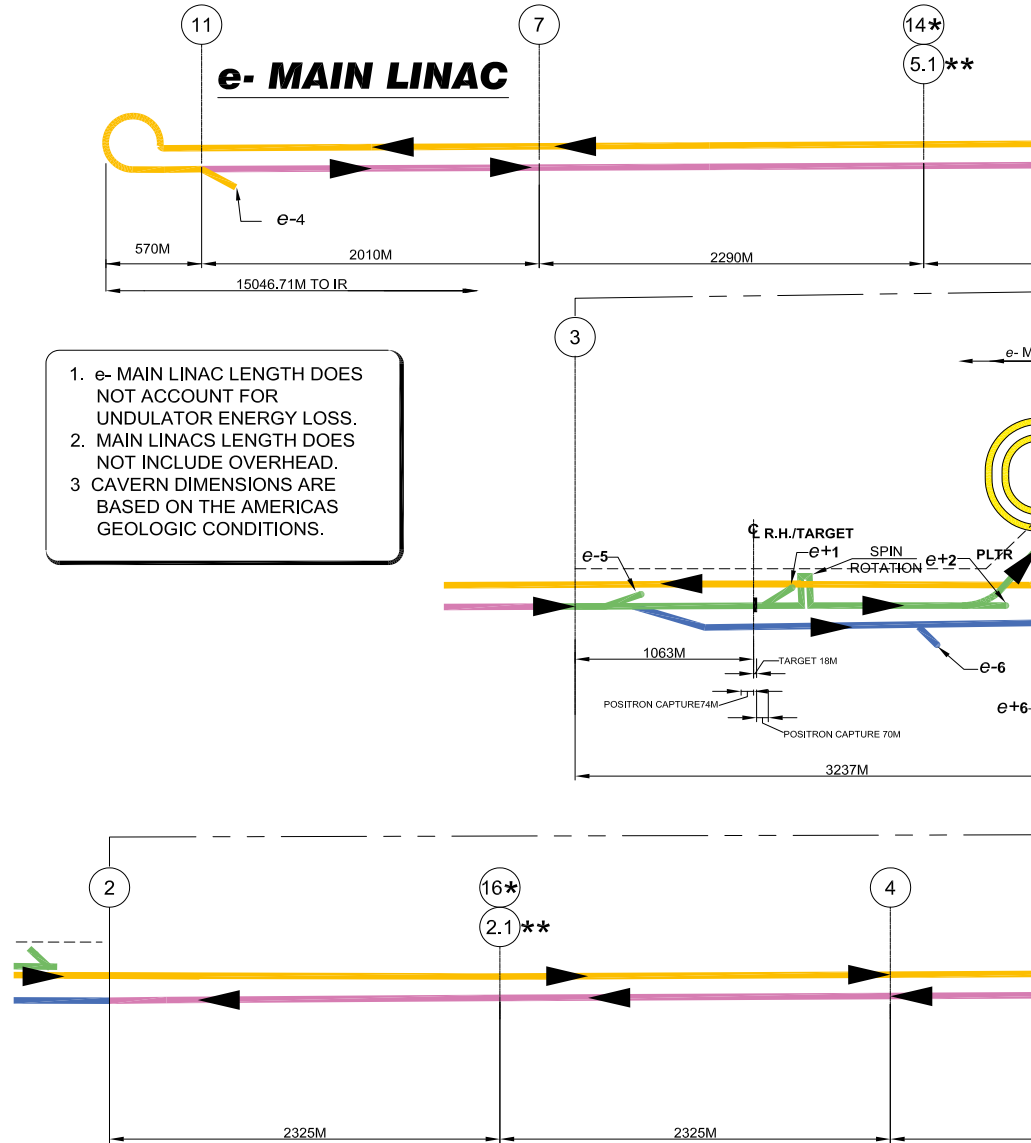 11
7
14*
5.1**
e- MAIN LINAC
e-4
570M
2010M
2290M
15046.71M TO IR
3
e- M
1. e- MAIN LINAC LENGTH DOES
NOT ACCOUNT FOR
UNDULATOR ENERGY LOSS.
2. MAIN LINACS LENGTH DOES
NOT INCLUDE OVERHEAD.
3 CAVERN DIMENSIONS ARE
BASED ON THE AMERICAS
GEOLOGIC CONDITIONS.
℄ R.H./TARGET
e-5
e+1
SPIN
ROTATION
e+2
PLTR
1063M
TARGET 18M
e-6
POSITRON CAPTURE74M
e+6
POSITRON CAPTURE 70M
3237M
2
16*
2.1**
4
2325M
2325M